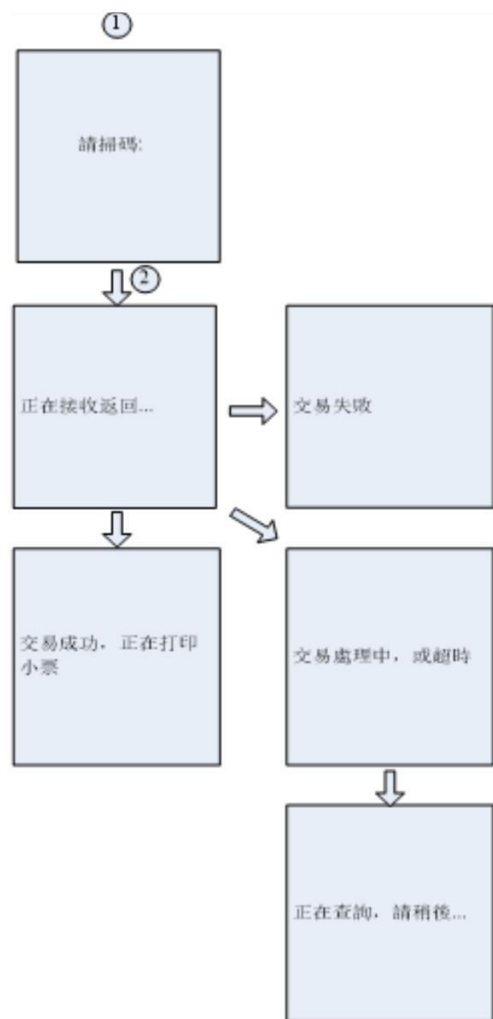 ①
請掃碼:
②
正在接收返回...
交易失敗
交易成功, 正在打印
小票
交易處理中, 或超時
正在查詢, 請稍後...